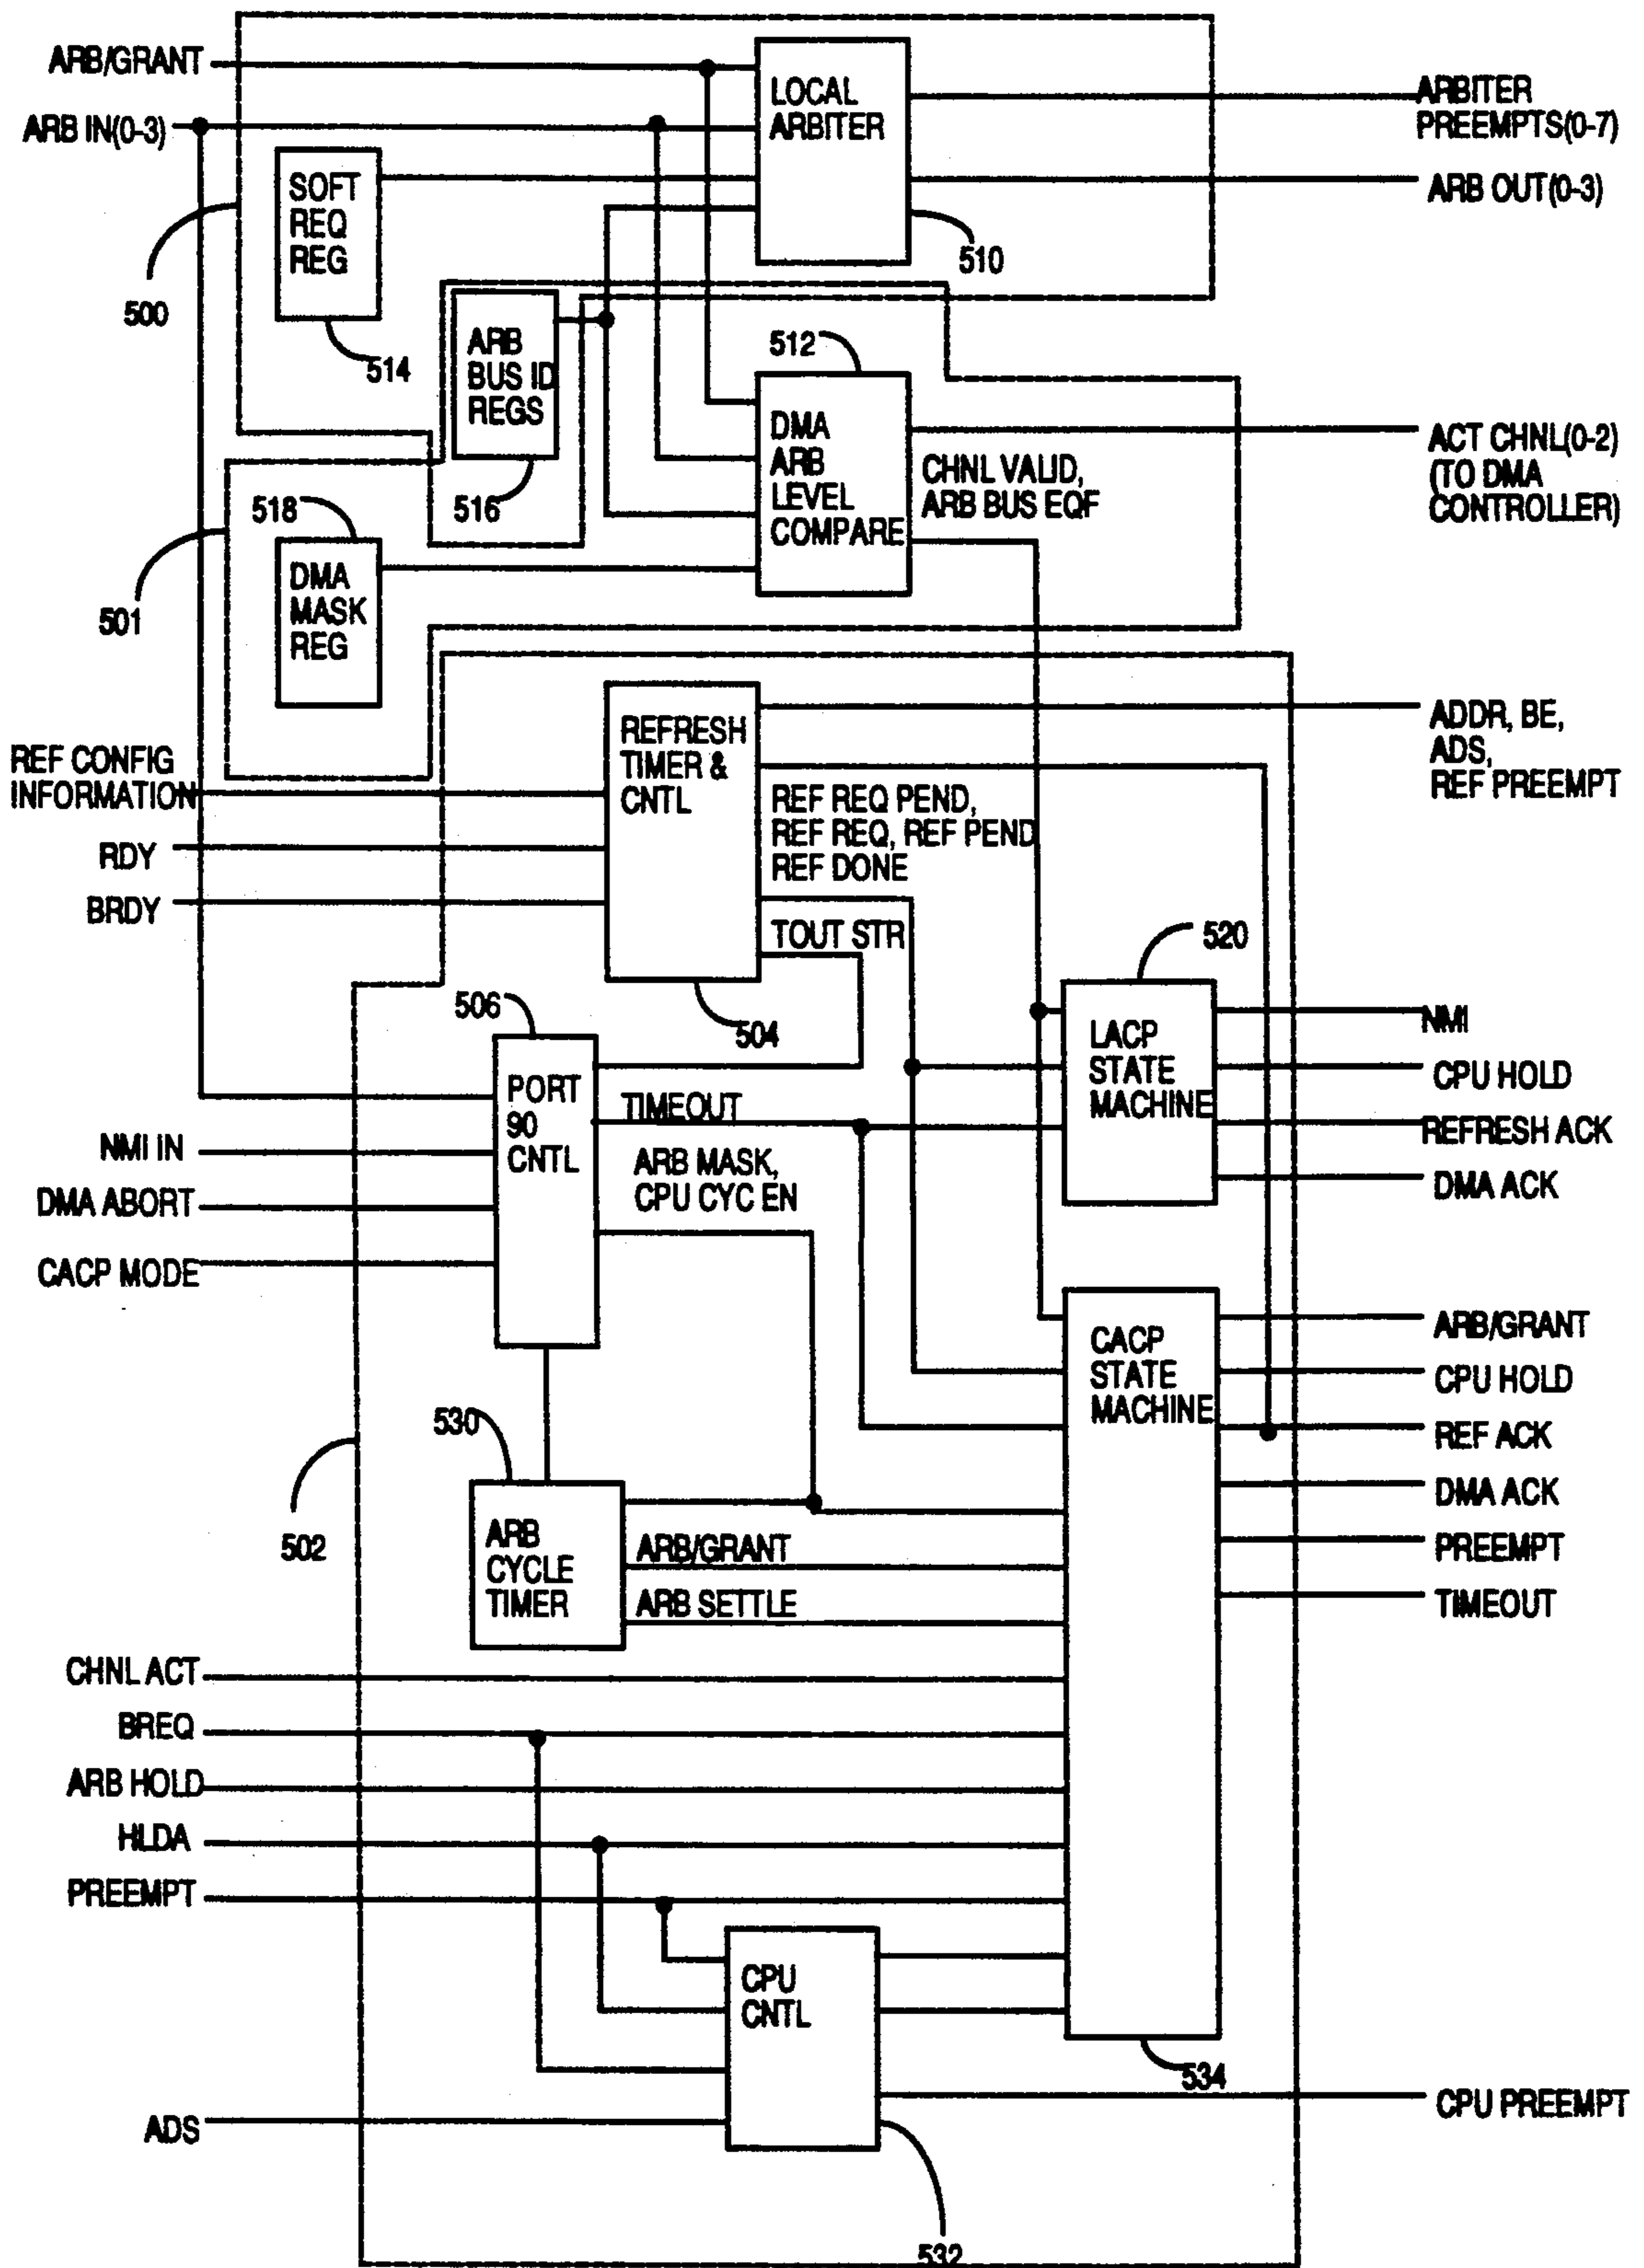 ARB/GRANT
LOCAL
ARBITER
ARBITER
PREEMPTS(0-7)
ARB IN(0-3)
SOFT
REQ
REG
ARB OUT(0-3)
510
500
514
ARB
BUS ID
REGS
512
DMA
ARB
LEVEL
COMPARE
CHNL VALID,
ARB BUS EQF
ACT CHNL(0-2)
(TO DMA
CONTROLLER)
516
518
DMA
MASK
REG
501
REFRESH
TIMER &
CNTL
ADDR, BE,
ADS,
REF PREEMPT
REF CONFIG
INFORMATION
REF REQ PEND,
REF REQ, REF PEND
REF DONE
RDY
BRDY
TOUT STR
520
506
504
LACP
STATE
MACHINE
NMI
CPU HOLD
REFRESH ACK
DMA ACK
PORT
90
CNTL
TIMEOUT
ARB MASK,
CPU CYC EN
NMI IN
DMA ABORT
CACP MODE
CACP
STATE
MACHINE
ARB/GRANT
CPU HOLD
REF ACK
DMA ACK
PREEMPT
TIMEOUT
530
502
ARB
CYCLE
TIMER
ARB/GRANT
ARB SETTLE
CHNL ACT
BREQ
ARB HOLD
HLDA
PREEMPT
CPU
CNTL
534
CPU PREEMPT
ADS
532